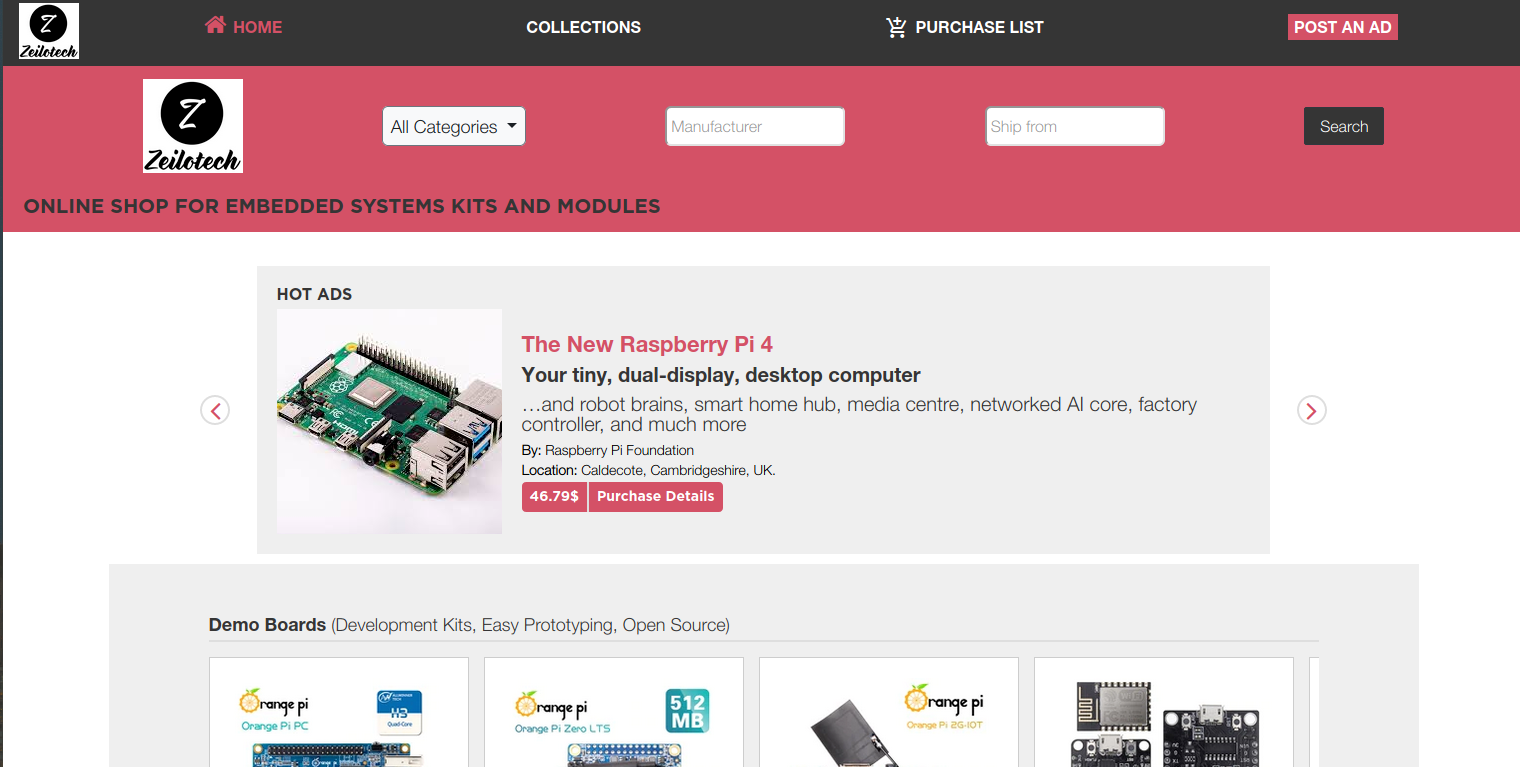 Z
Zeilotech
HOME
COLLECTIONS
PURCHASE LIST
POST AN AD
Z
Zeilotech
All Categories
Manufacturer
Ship from
Search
ONLINE SHOP FOR EMBEDDED SYSTEMS KITS AND MODULES
HOT ADS
The New Raspberry Pi 4
Your tiny, dual-display, desktop computer
…and robot brains, smart home hub, media centre, networked AI core, factory
controller, and much more
By: Raspberry Pi Foundation
Location: Caldecote, Cambridgeshire, UK.
46.79$
Purchase Details
HDMI
Demo Boards (Development Kits, Easy Prototyping, Open Source)
Orange pi
Orange Pi PC
H3
Quad-Core
Orange pi
Orange Pi Zero LTS
512
MB
Orange pi
Orange Pi 2G-IOT